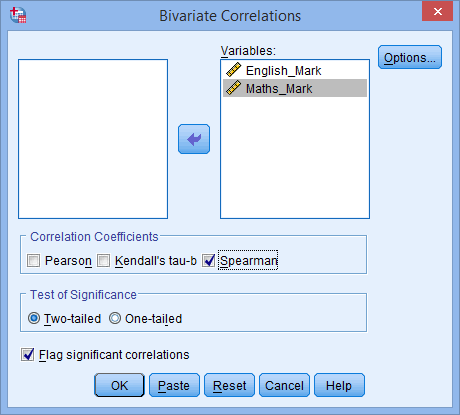 Bivariate Correlations
Variables:
English_Mark
Maths_Mark
Options...
Correlation Coefficients
Pearson Kendall's tau-b Spearman
Test of Significance
Two-tailed One-tailed
Flag significant correlations
OK Paste Reset Cancel Help